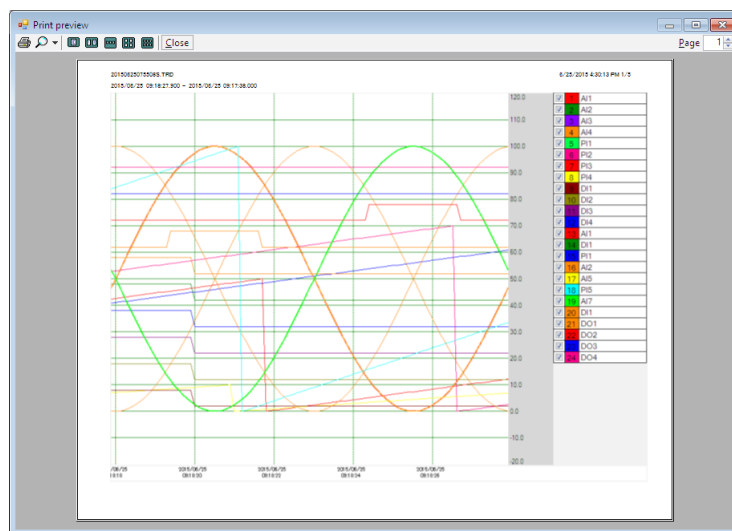 Print preview
Close
Page 1
20150625075508S.TRD
6/25/2015 4:30:13 PM 1/5
2015/06/25 09:16:27.900 ~ 2015/06/25 09:17:36.000
120.0
110.0
100.0
90.0
80.0
70.0
60.0
50.0
40.0
30.0
20.0
10.0
0.0
-10.0
-20.0
1 AI1
2 AI2
3 AI3
4 AI4
5 PI1
6 PI2
7 PI3
8 PI4
9 DI1
10 DI2
11 DI3
12 DI4
13 AI1
14 DI1
15 PI1
16 AI2
17 AI5
18 PI5
19 AI7
20 DI1
21 DO1
22 DO2
23 DO3
24 DO4
2015/06/25 2015/06/25 2015/06/25 2015/06/25